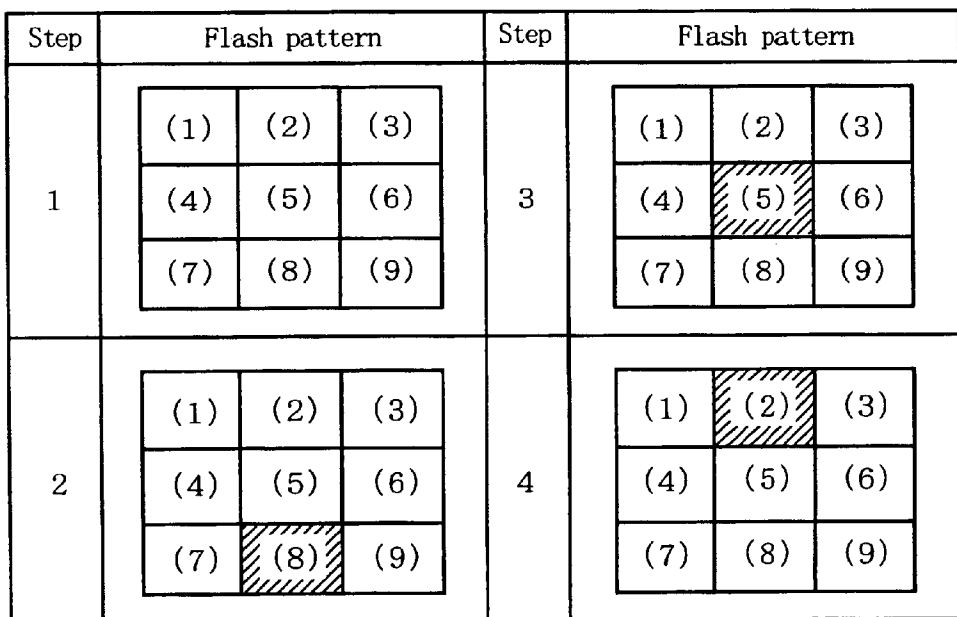 Step Flash pattern Step Flash pattern
1
(1) (2) (3)
(4) (5) (6)
(7) (8) (9)
3
(1) (2) (3)
(4) (5) (6)
(7) (8) (9)
2
(1) (2) (3)
(4) (5) (6)
(7) (8) (9)
4
(1) (2) (3)
(4) (5) (6)
(7) (8) (9)